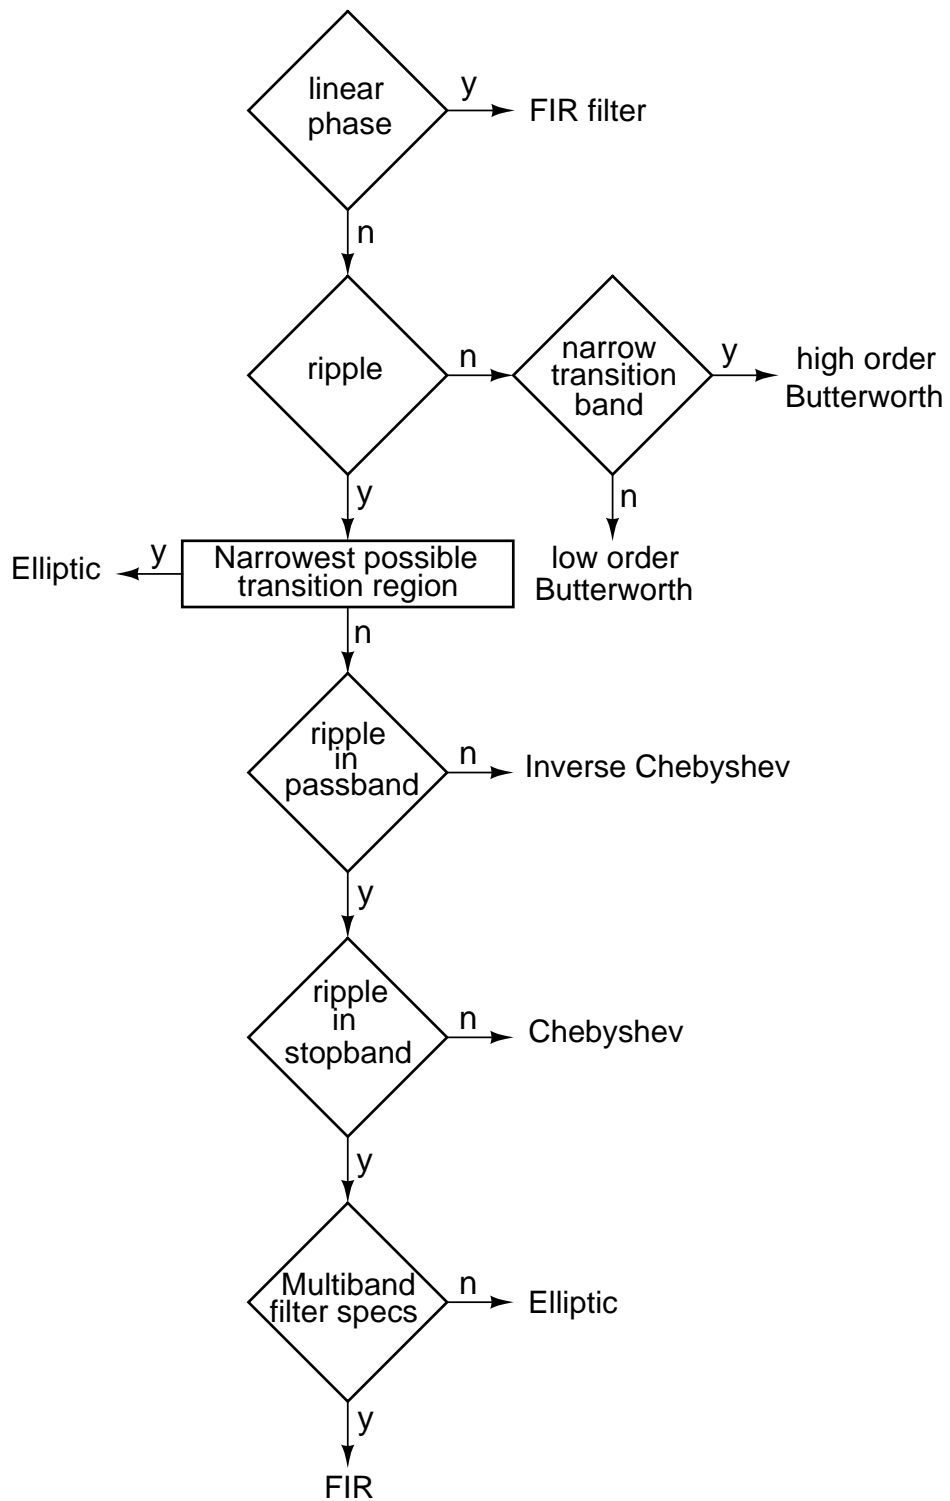 linear
phase
y
FIR filter
n
ripple
n
narrow
transition
band
y
high order
Butterworth
y
n
low order
Butterworth
Narrowest possible
transition region
y
Elliptic
n
ripple
in
passband
n
Inverse Chebyshev
y
ripple
in
stopband
n
Chebyshev
y
Multiband
filter specs
n
Elliptic
y
FIR